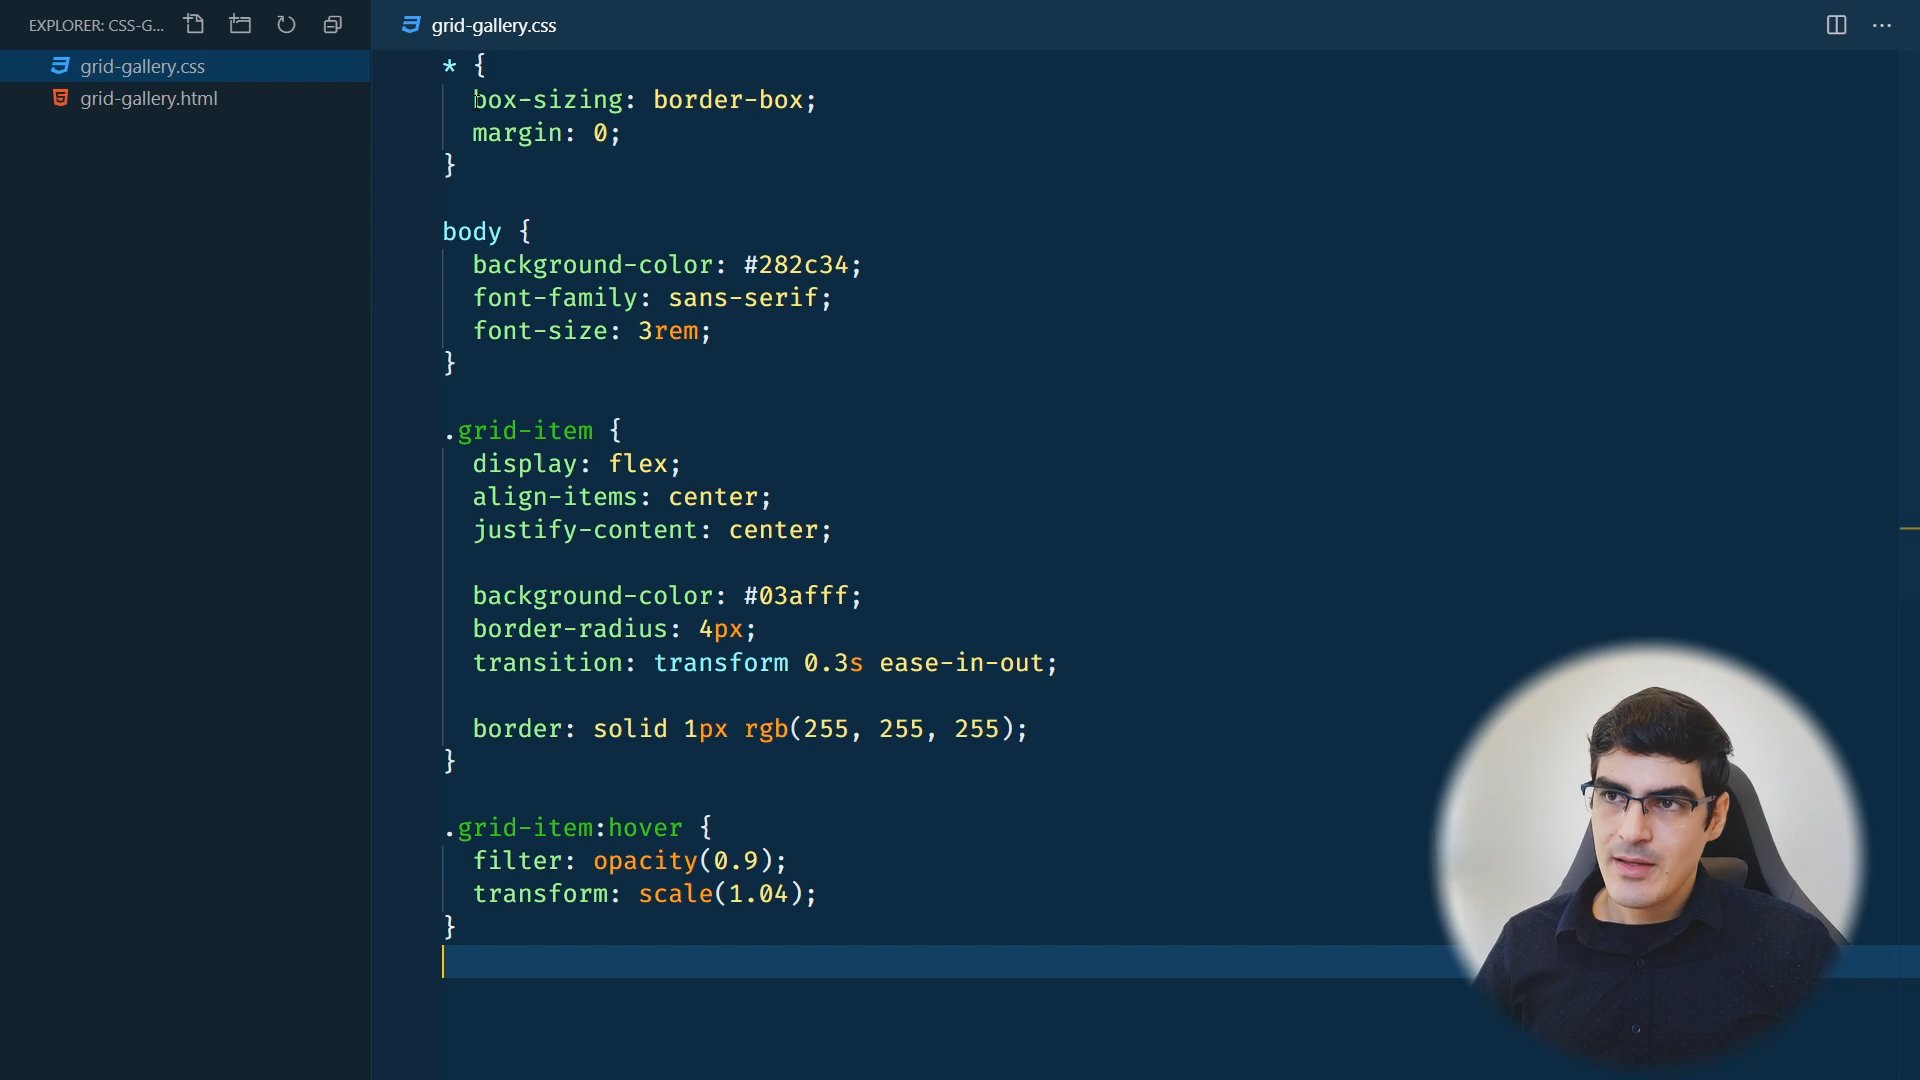 EXPLORER: CSS-G...
grid-gallery.css
grid-gallery.html
grid-gallery.css
* {
box-sizing: border-box;
margin: 0;
}
body {
background-color: #282c34;
font-family: sans-serif;
font-size: 3rem;
}
.grid-item {
display: flex;
align-items: center;
justify-content: center;
background-color: #03afff;
border-radius: 4px;
transition: transform 0.3s ease-in-out;
border: solid 1px rgb(255, 255, 255);
}
.grid-item:hover {
filter: opacity(0.9);
transform: scale(1.04);
}